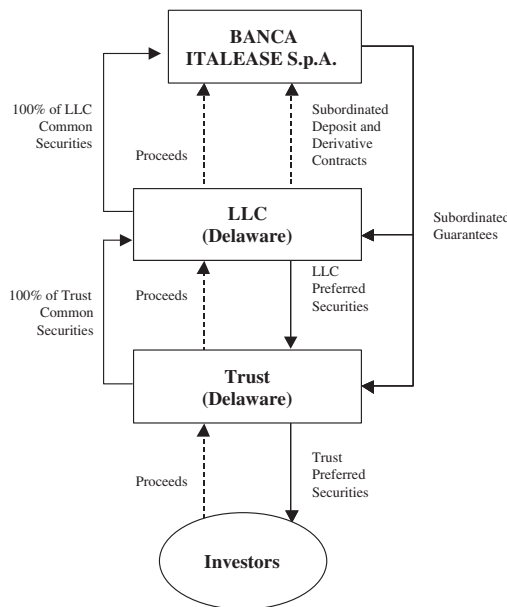 BANCA
ITALEASE S.p.A.
100% of LLC
Common
Securities
Proceeds
Subordinated
Deposit and
Derivative
Contracts
LLC
(Delaware)
Subordinated
Guarantees
100% of Trust
Common
Securities
Proceeds
LLC
Preferred
Securities
Trust
(Delaware)
Proceeds
Trust
Preferred
Securities
Investors